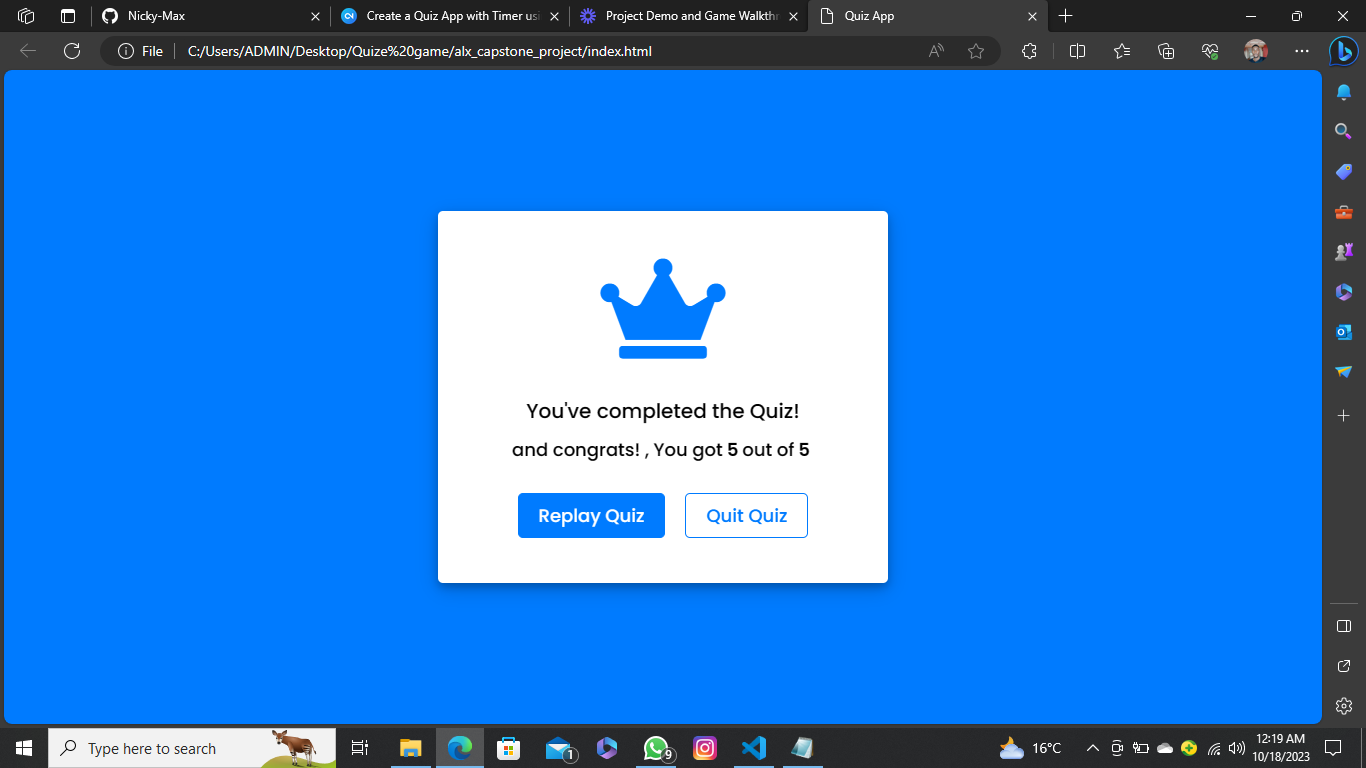 Nicky-Max
Create a Quiz App with Timer usi
Project Demo and Game Walkthr
Quiz App
File
C:/Users/ADMIN/Desktop/Quize%20game/alx_capstone_project/index.html
You've completed the Quiz!
and congrats! , You got 5 out of 5
Replay Quiz
Quit Quiz
Type here to search
1
9
16°C
12:19 AM
10/18/2023